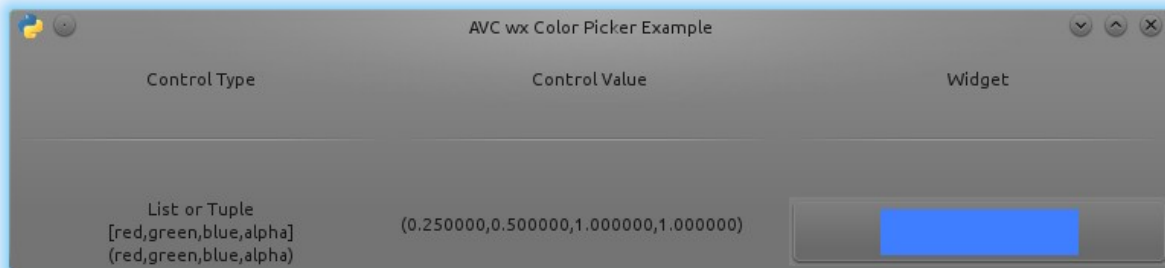 AVC wx Color Picker Example
Control Type
Control Value
Widget
List or Tuple
[red,green,blue,alpha]
(red,green,blue,alpha)
(0.250000,0.500000,1.000000,1.000000)